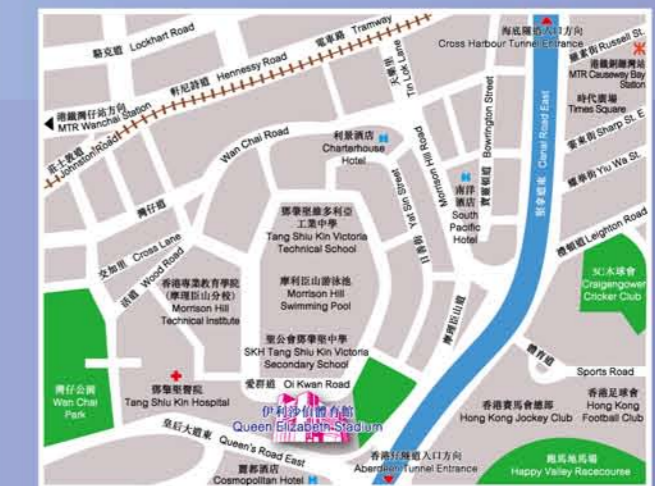 駱克道 Lockhart Road
電車路 Tramway
軒尼詩道 Hennessy Road
天樂里 Tin Lok Lane
海底隧道入口方向
Cross Harbour Tunnel Entrance
羅素街 Russell St.
港鐵銅鑼灣站
MTR Causeway Bay
Station
時代廣場
Times Square
霎東街 Sharp St. E.
耀華街 Yiu Wa St.
港鐵灣仔站方向
MTR Wanchai Station
莊士敦道
Johnston Road
灣仔道
Wan Chai Road
利景酒店
Charterhouse
Hotel
Morrison Hill Road
寶靈頓道 Bowrington Street
堅拿道東 Canal Road East
南洋
酒店
South
Pacific
Hotel
日善街 Yat Sin Street
禮頓道 Leighton Road
鄧肇堅維多利亞
工業中學
Tang Shiu Kin Victoria
Technical School
交加里 Cross Lane
活道 Wood Road
香港專業教育學院
(摩理臣山分校)
Morrison Hill
Technical Institute
摩利臣山游泳池
Morrison Hill
Swimming Pool
摩理臣山道
木球會
Craigengower
Cricker Club
聖公會鄧肇堅中學
SKH Tang Shiu Kin Victoria
Secondary School
體育道
Sports Road
灣仔公園
Wan Chai
Park
鄧肇堅醫院
Tang Shiu Kin Hospital
愛群道 Oi Kwan Road
伊利沙伯體育館
Queen Elizabeth Stadium
香港賽馬會總部
Hong Kong Jockey Club
香港足球會
Hong Kong
Football Club
皇后大道東 Queen's Road East
麗都酒店
Cosmopolitan Hotel
香港仔隧道入口方向
Aberdeen Tunnel Entrance
跑馬地馬場
Happy Valley Racecourse